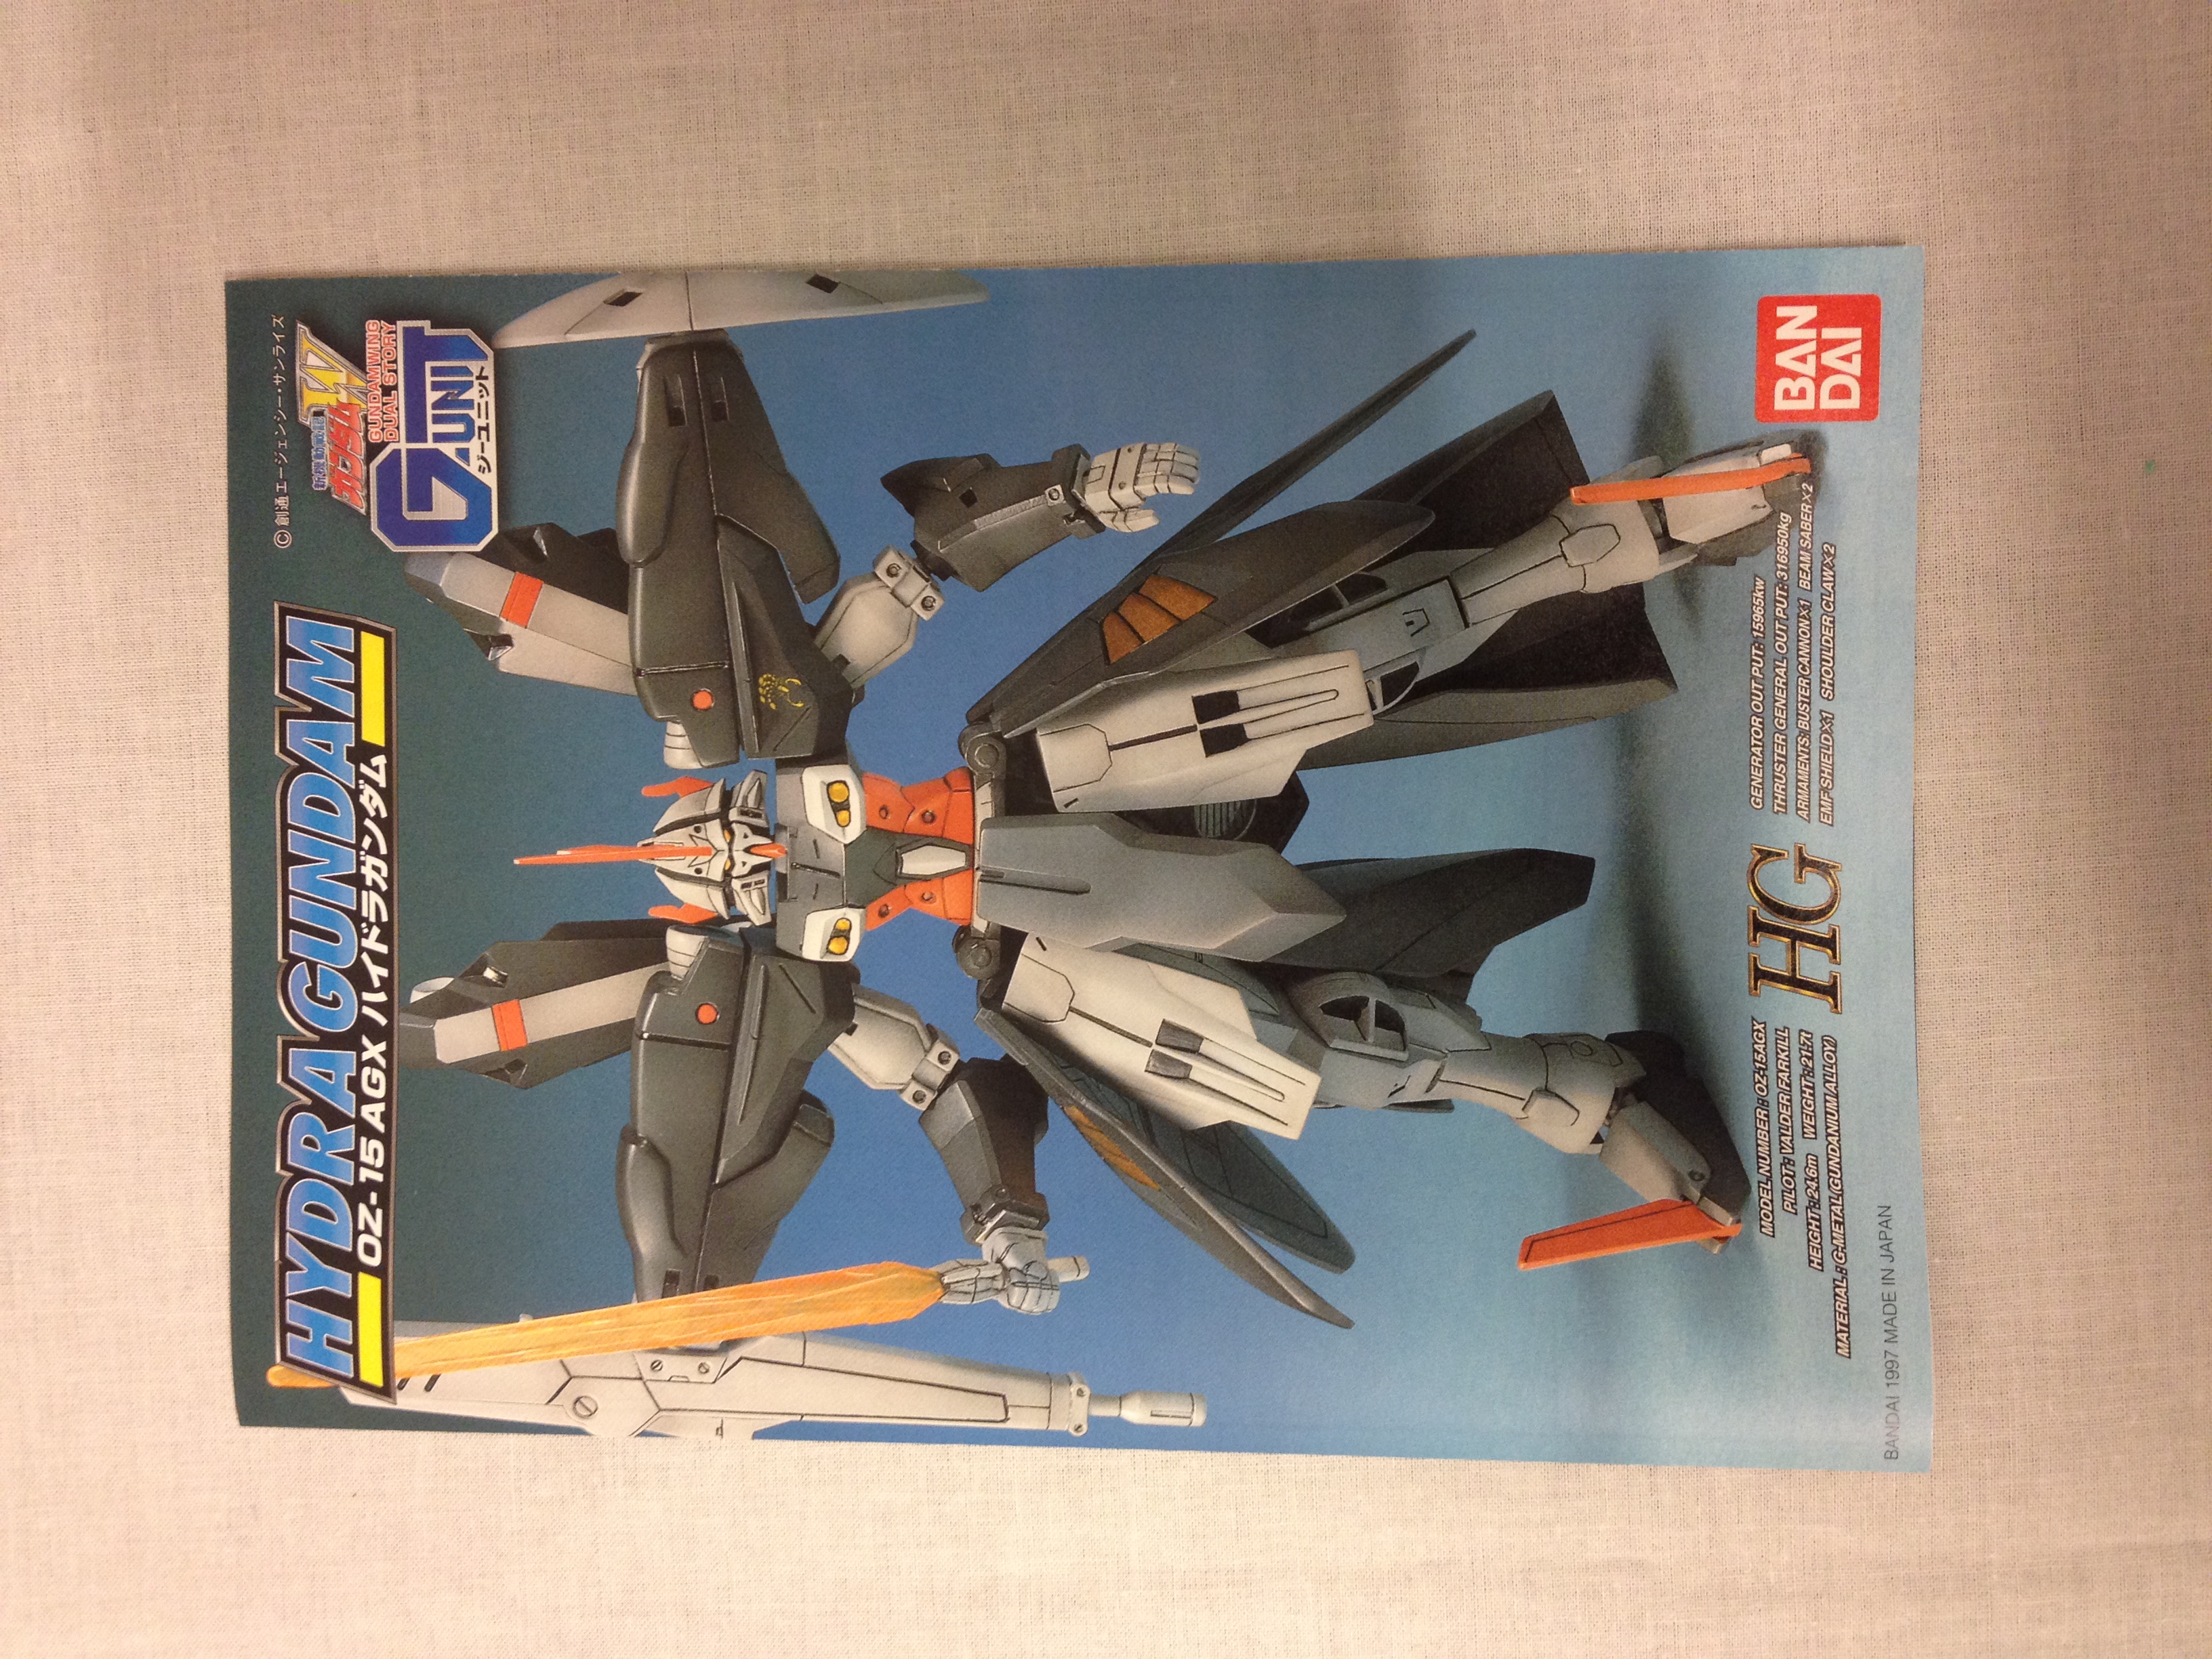 HYDRA GUNDAM
OZ-15 AGX ハイドラガンダム
©創通エージェンシー・サンライズ
新機動戦記
ガンダムW
GUNDAM WING
DUAL STORY
G-UNIT
ジーユニット
MODEL NUMBER : OZ-15AGX
PILOT : VALDER FARKILL
HEIGHT : 24.6m WEIGHT : 21.7t
MATERIAL : G-METAL (GUNDANIUM ALLOY)
HG
GENERATOR OUT PUT : 15965kw
THRUSTER GENERAL OUT PUT : 316950kg
ARMAMENTS : BUSTER CANNON×1 BEAM SABER×2
EMF SHIELD×1 SHOULDER CLAW×2
BAN
DAI
BANDAI 1997 MADE IN JAPAN